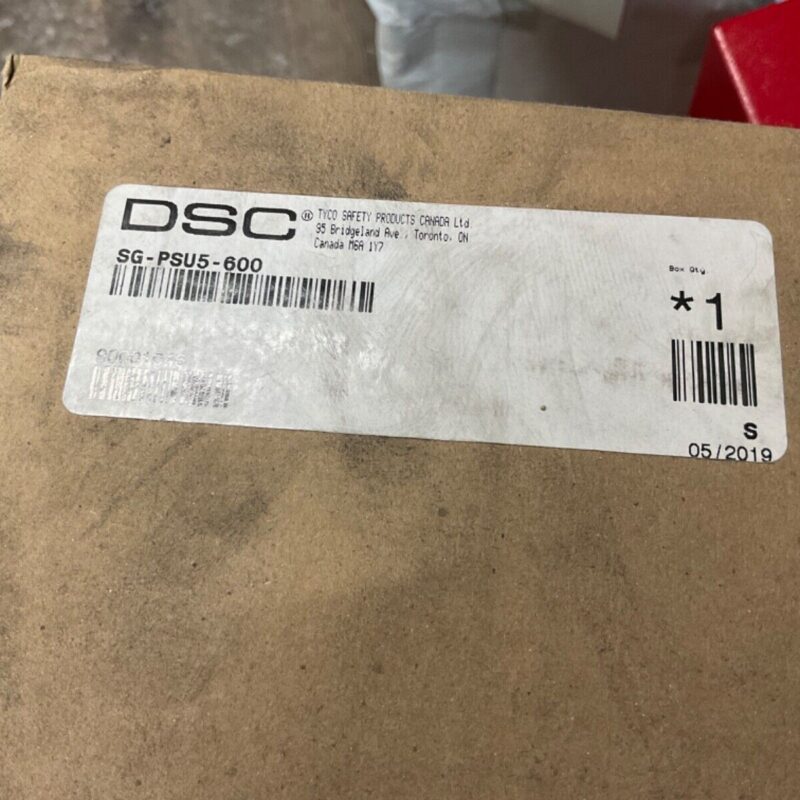 DSC® TYCO SAFETY PRODUCTS CANADA Ltd.
95 Bridgeland Ave., Toronto, ON
Canada M6A 1Y7
SG-PSU5-600
Box Qty
*1
S
05/2019